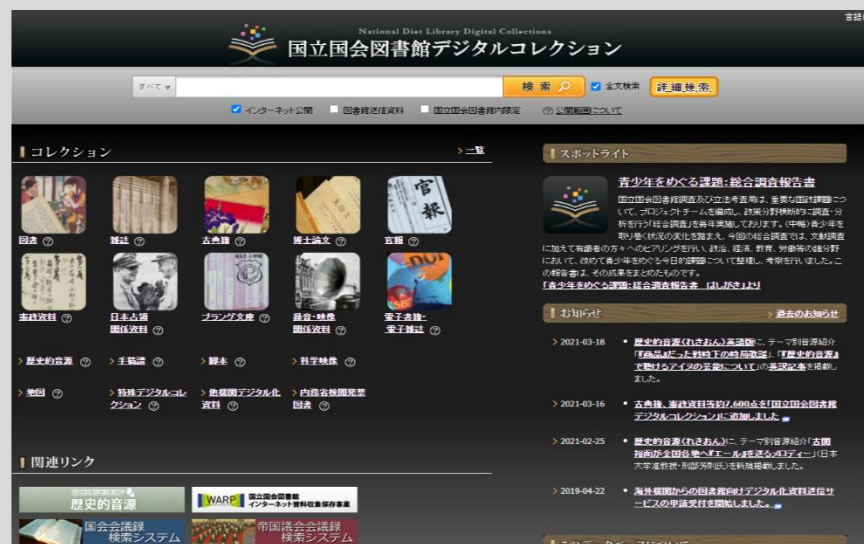 言語
National Diet Library Digital Collections
国立国会図書館デジタルコレクション
すべて
検索
全文検索
詳細検索
インターネット公開
図書館送信資料
国立国会図書館内限定
公開範囲について
コレクション
一覧
図書
雑誌
古典籍
博士論文
官報
憲政資料
日本占領
関係資料
プランゲ文庫
録音・映像
関係資料
電子書籍・
電子雑誌
歴史的音源
手稿譜
脚本
科学映像
地図
特殊デジタルコレ
クション
他機関デジタル化
資料
内務省検閲発禁
図書
関連リンク
歴史的音源
WARP 国立国会図書館
インターネット資料収集保存事業
国会会議録
検索システム
帝国議会会議録
検索システム
スポットライト
青少年をめぐる課題:総合調査報告書
国立国会図書館調査及び立法考査局は、重要な国政課題につ
いて、プロジェクトチームを編成し、政策分野横断的に調査・分
析を行う「総合調査」を毎年実施しております。(中略)青少年を
取り巻く状況の変化を踏まえ、今回の総合調査では、文献調査
に加えて有識者の方々へのヒアリングを行い、政治、経済、教育、労働等の諸分野
において、改めて青少年をめぐる今日的課題について整理し、考察を行いました。こ
の報告書は、その成果をまとめたものです。
「青少年をめぐる課題:総合調査報告書 はしがき」より
お知らせ
過去のお知らせ
2021-03-18 • 歴史的音源(れきおん)英語版に、テーマ別音源紹介
「『商品』だった戦時下の時局歌謡」、「『歴史的音源』
で聴けるアイヌの芸能について」の英訳記事を掲載し
ました。
2021-03-16 • 古典籍、憲政資料等約7,600点を「国立国会図書館
デジタルコレクション」に追加しました
2021-02-25 • 歴史的音源(れきおん)に、テーマ別音源紹介「古関
裕而が全国各地へ『エール』を送るメロディー」(日本
大学准教授・刑部芳則氏)を新規掲載しました。
2019-04-22 • 海外機関からの図書館向けデジタル化資料送信サ
ービスの申請受付を開始しました。
このデータベースについて